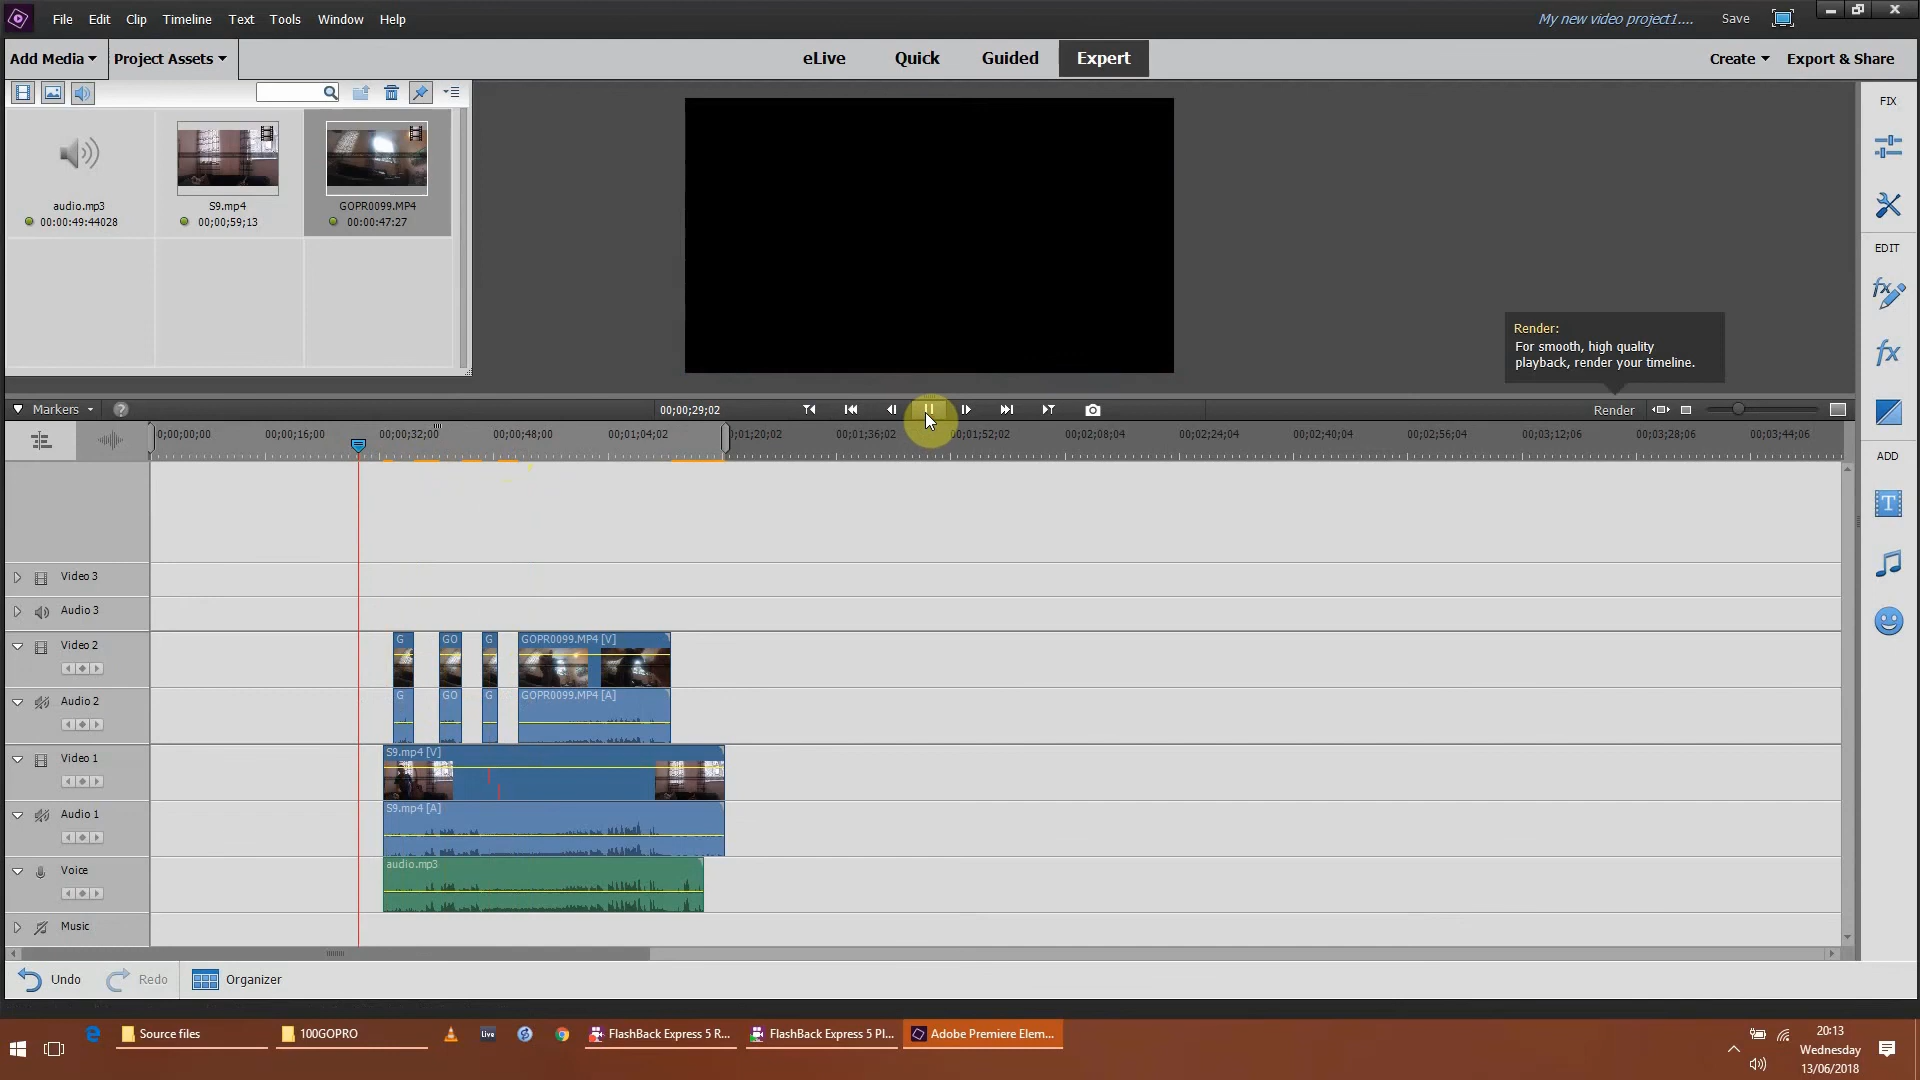 File Edit Clip Timeline Text Tools Window Help
My new video project1.... Save
Add Media Project Assets
eLive Quick Guided Expert
Create Export & Share
FIX
audio.mp3 S9.mp4 GOPR0099.MP4
00:00:49:44028 00;00;59;13 00:00:47:27
EDIT
Render:
For smooth, high quality
playback, render your timeline.
Markers ? 00;00;29;02 Render
0;00;00;00 00;00;16;00 00;00;32;00 00;00;48;00 00;01;04;02 0;01;20;02 00;01;36;02 00;01;52;02 00;02;08;04 00;02;24;04 00;02;40;04 00;02;56;04 00;03;12;06 00;03;28;06 00;03;44;06
ADD
T
Video 3
Audio 3
Video 2 G GO G GOPR0099.MP4 [V]
Audio 2 G GO G GOPR0099.MP4 [A]
Video 1 S9.mp4 [V]
Audio 1 S9.mp4 [A]
Voice audio.mp3
Music
Undo Redo Organizer
Source files 100GOPRO live FlashBack Express 5 R... FlashBack Express 5 Pl... Adobe Premiere Elem...
20:13
Wednesday
13/06/2018